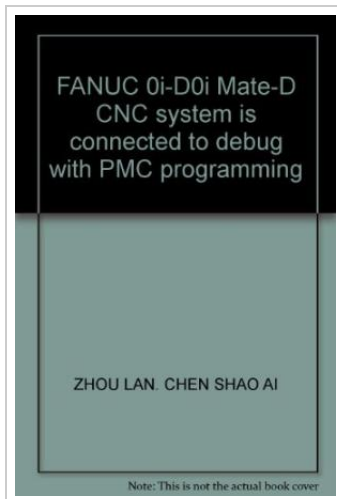 FANUC 0i-D0i Mate-D
CNC system is
connected to debug
with PMC programming
ZHOU LAN. CHEN SHAO AI
Note: This is not the actual book cover